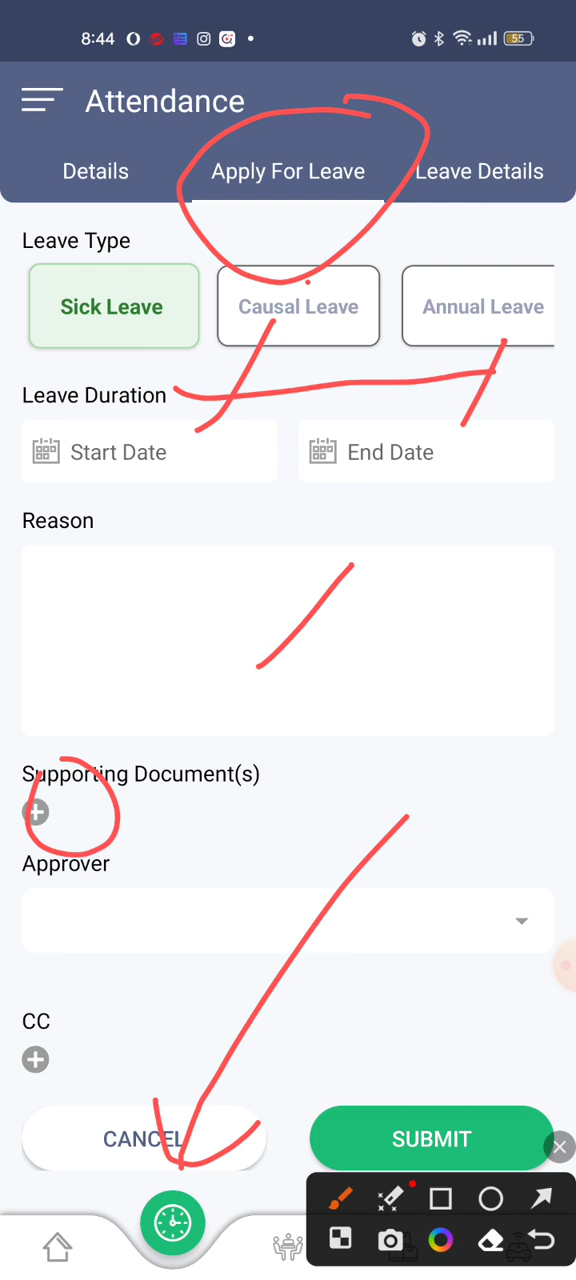 8:44
55
Attendance
Details Apply For Leave Leave Details
Leave Type
Sick Leave Causal Leave Annual Leave
Leave Duration
Start Date End Date
Reason
Supporting Document(s)
Approver
CC
CANCEL SUBMIT